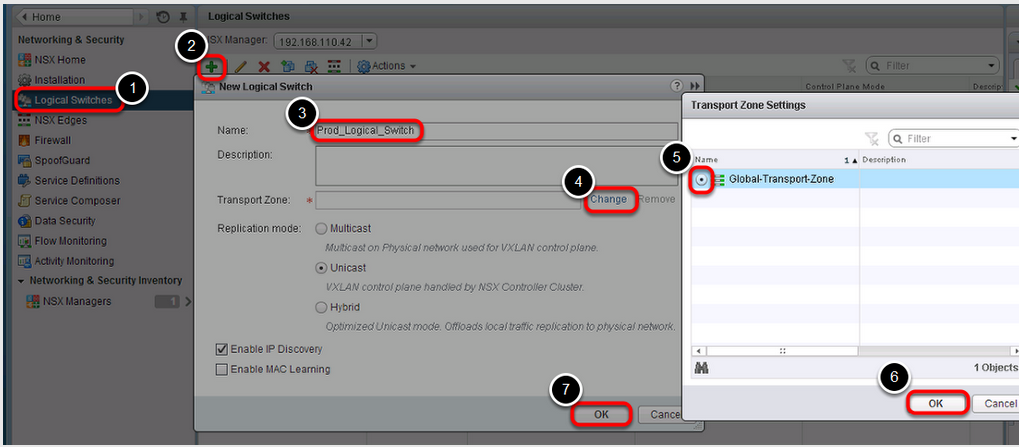 Home
Logical Switches
Networking & Security
NSX Manager: 192.168.110.42
2
NSX Home
Actions
Filter
Installation
1
Logical Switches
New Logical Switch
Control Plane Mode
NSX Edges
Firewall
SpoofGuard
Service Definitions
Service Composer
Data Security
Flow Monitoring
Activity Monitoring
Networking & Security Inventory
NSX Managers 1
3
Name: Prod_Logical_Switch
Description:
4
Transport Zone: * Change Remove
Replication mode: Multicast
Multicast on Physical network used for VXLAN control plane.
Unicast
VXLAN control plane handled by NSX Controller Cluster.
Hybrid
Optimized Unicast mode. Offloads local traffic replication to physical network.
Enable IP Discovery
Enable MAC Learning
7
OK
Transport Zone Settings
Filter
5
Name 1 Description
Global-Transport-Zone
1 Objects
6
OK Cancel